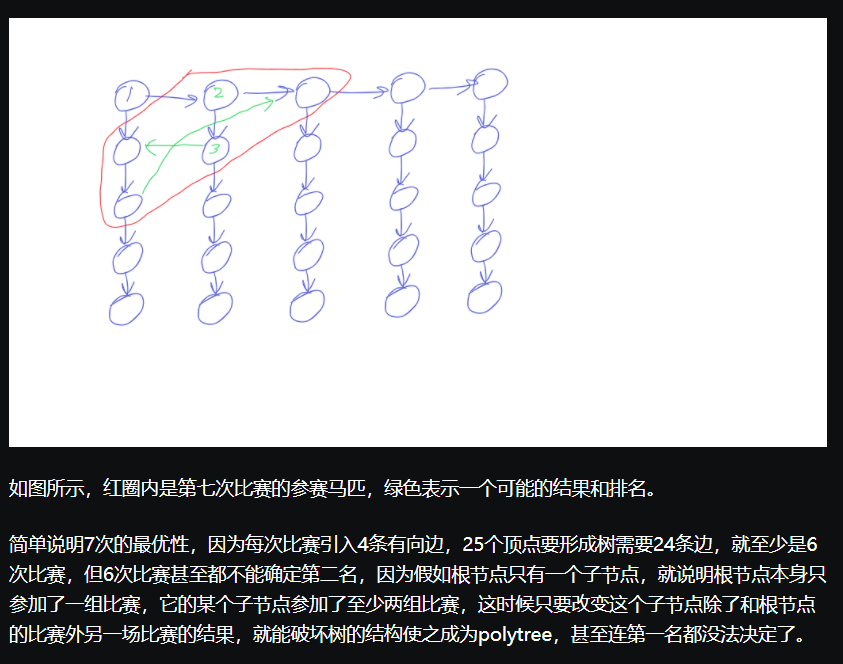 1 2
3
如图所示，红圈内是第七次比赛的参赛马匹，绿色表示一个可能的结果和排名。
简单说明7次的最优性，因为每次比赛引入4条有向边，25个顶点要形成树需要24条边，就至少是6
次比赛，但6次比赛甚至都不能确定第二名，因为假如根节点只有一个子节点，就说明根节点本身只
参加了一组比赛，它的某个子节点参加了至少两组比赛，这时候只要改变这个子节点除了和根节点
的比赛外另一场比赛的结果，就能破坏树的结构使之成为polytree，甚至连第一名都没法决定了。